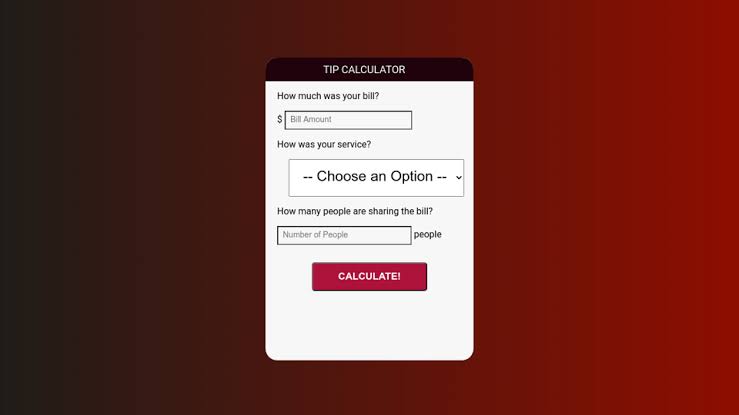 TIP CALCULATOR
How much was your bill?
$ Bill Amount
How was your service?
-- Choose an Option --
How many people are sharing the bill?
Number of People people
CALCULATE!